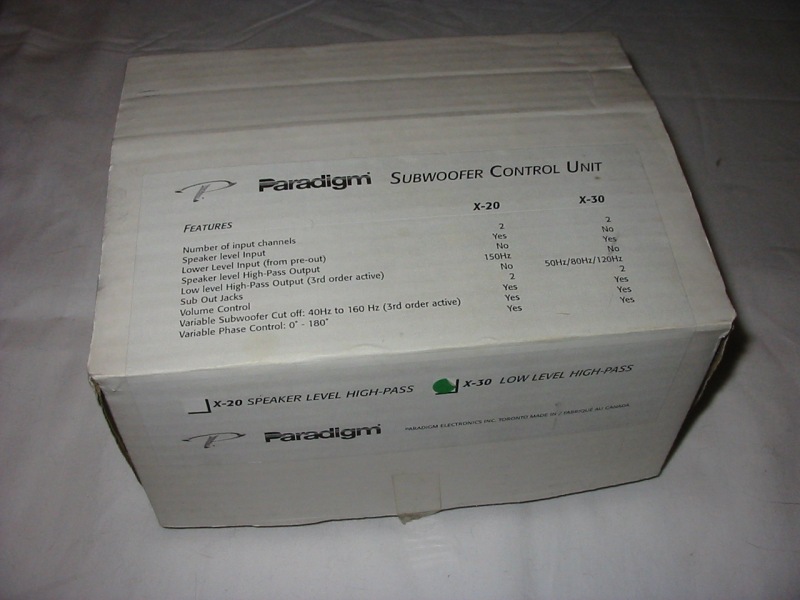 Paradigm SUBWOOFER CONTROL UNIT
FEATURES X-20 X-30
Number of input channels 2 2
Speaker level Input Yes No
Lower Level Input (from pre-out) No Yes
Speaker level High-Pass Output 150Hz No
Low level High-Pass Output (3rd order active) No 50Hz/80Hz/120Hz
Sub Out Jacks 2 2
Volume Control Yes Yes
Variable Subwoofer Cut off: 40Hz to 160 Hz (3rd order active) Yes Yes
Variable Phase Control: 0° - 180° Yes Yes
X-20 SPEAKER LEVEL HIGH-PASS X-30 LOW LEVEL HIGH-PASS
Paradigm PARADIGM ELECTRONICS INC. TORONTO MADE IN / FABRIQUÉ AU CANADA